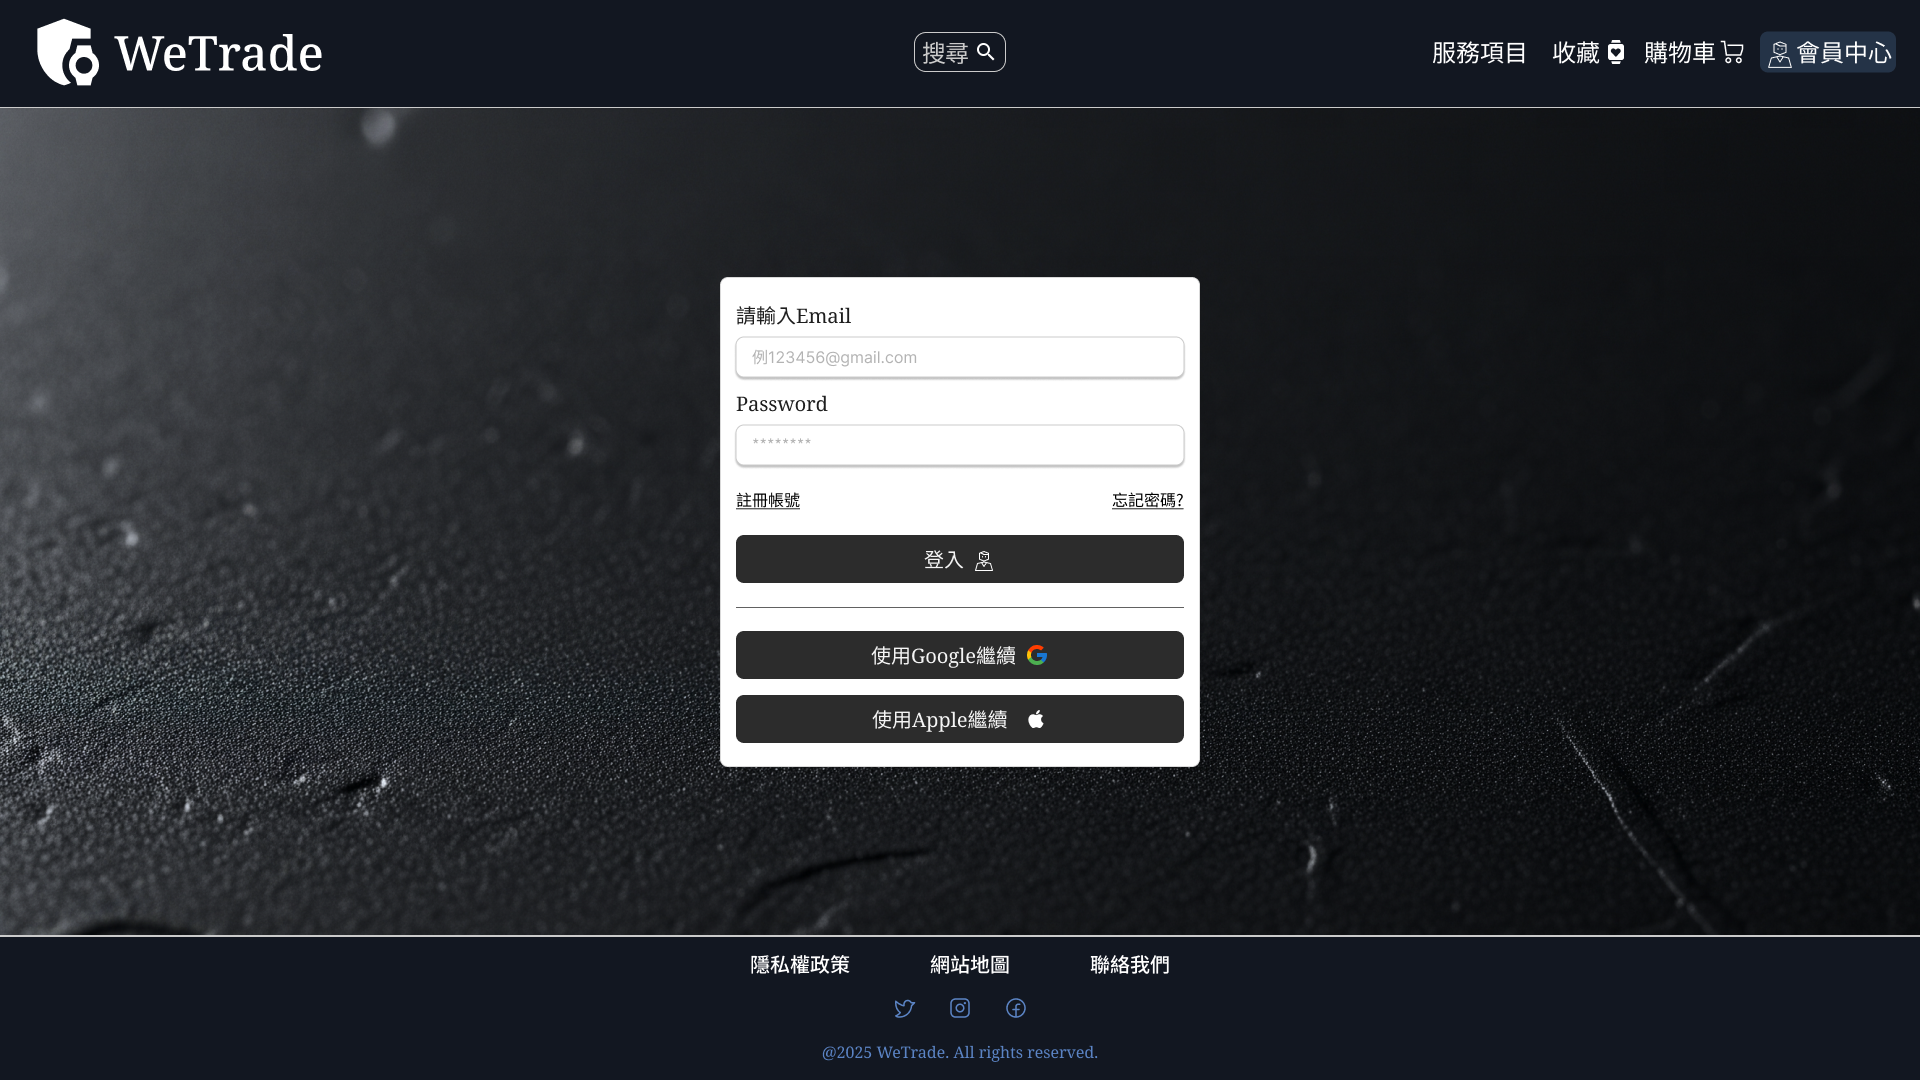 WeTrade
搜尋
服務項目
收藏
購物車
會員中心
請輸入Email
例123456@gmail.com
Password
********
註冊帳號
忘記密碼?
登入
使用Google繼續
使用Apple繼續
隱私權政策
網站地圖
聯絡我們
@2025 WeTrade. All rights reserved.